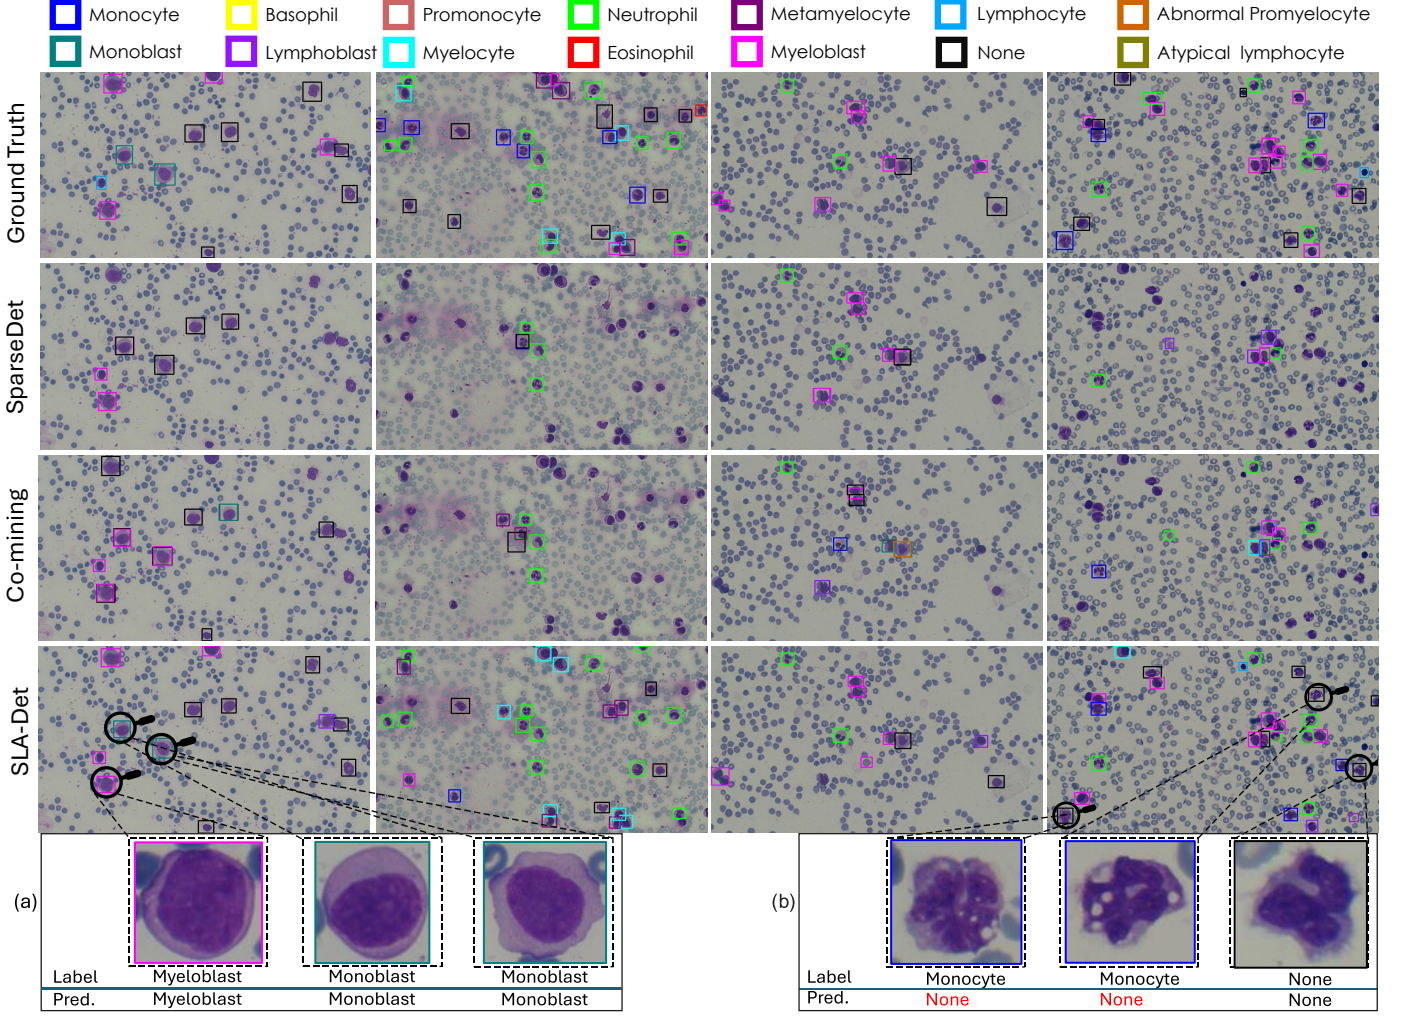 Monocyte Basophil Promonocyte Neutrophil Metamyelocyte Lymphocyte Abnormal Promyelocyte
Monoblast Lymphoblast Myelocyte Eosinophil Myeloblast None Atypical lymphocyte
Ground Truth
SparseDet
Co-mining
SLA-Det
(a)
Label Myeloblast Monoblast Monoblast
Pred. Myeloblast Monoblast Monoblast
(b)
Label Monocyte Monocyte None
Pred. None None None